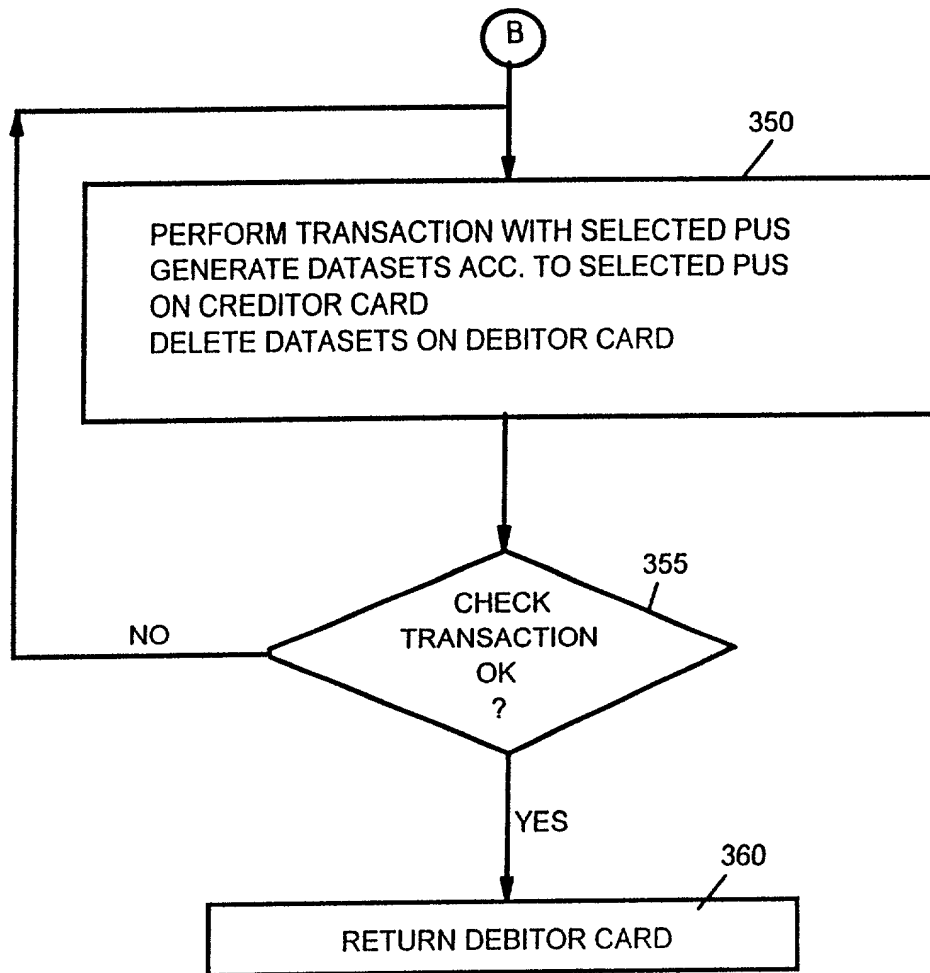 B
350
PERFORM TRANSACTION WITH SELECTED PUS
GENERATE DATASETS ACC. TO SELECTED PUS
ON CREDITOR CARD
DELETE DATASETS ON DEBITOR CARD
355
CHECK
TRANSACTION
OK
?
NO
YES
360
RETURN DEBITOR CARD